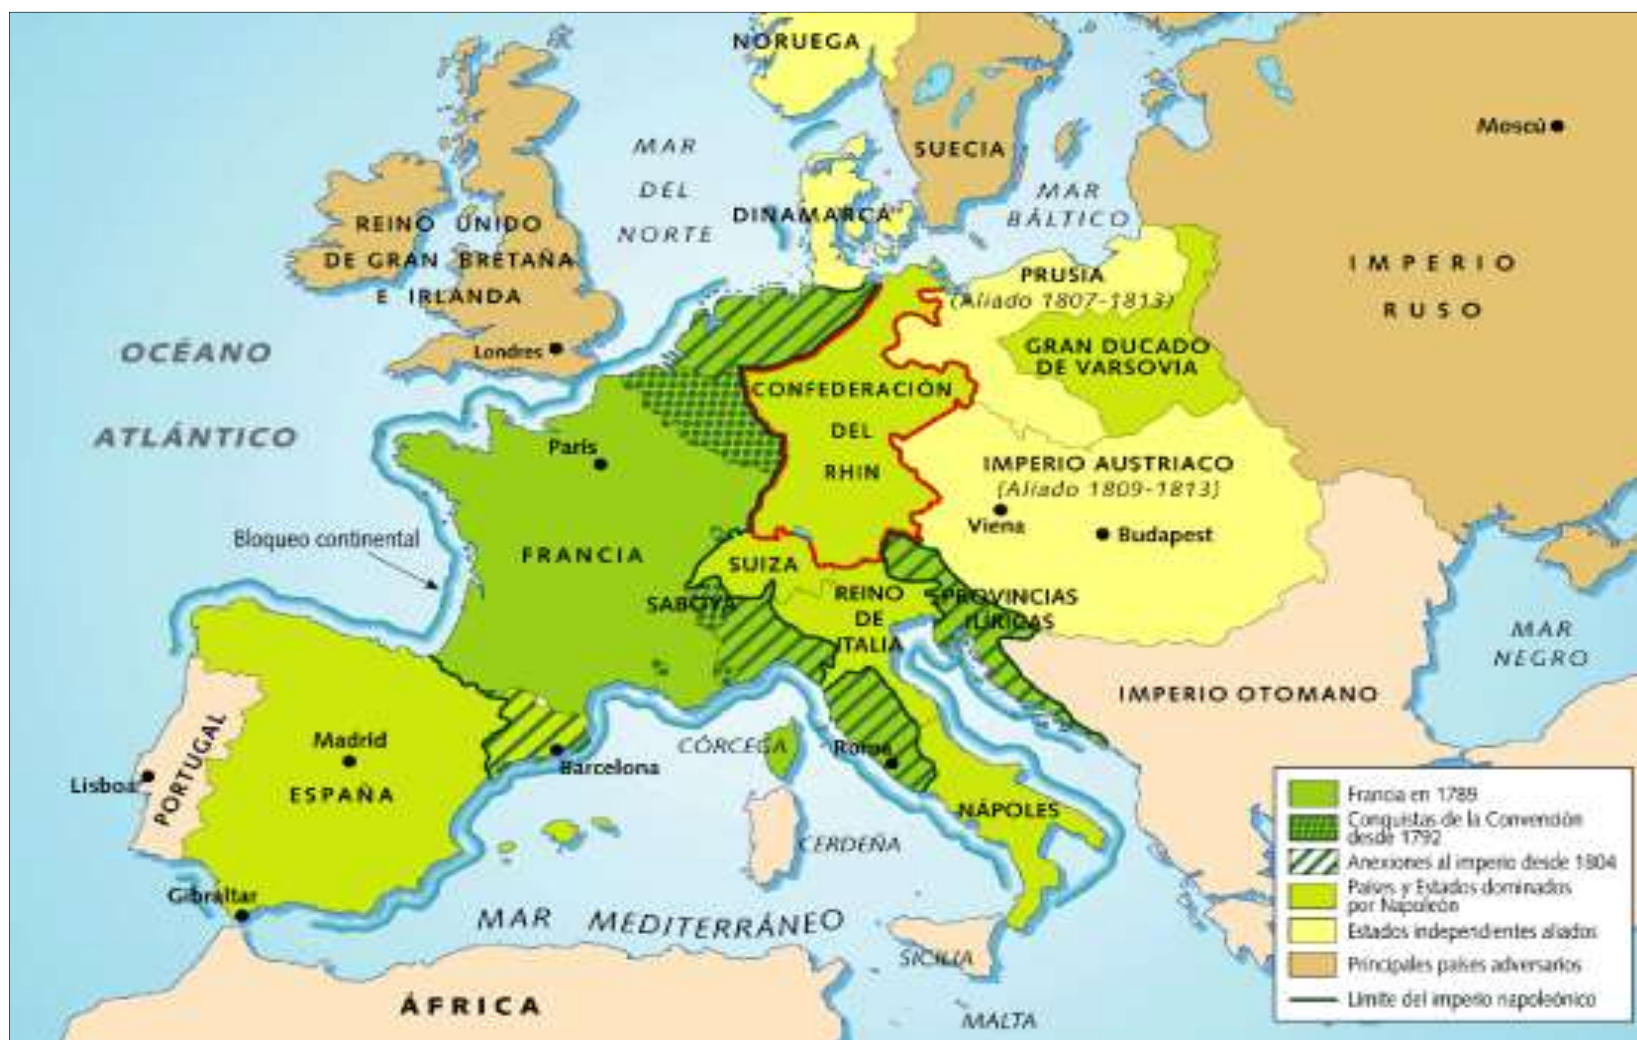 NORUEGA
SUECIA
Moscú
MAR
DEL
NORTE
MAR
BÁLTICO
DINAMARCA
REINO UNIDO
DE GRAN BRETAÑA
E IRLANDA
Londres
PRUSIA
(Aliado 1807-1813)
IMPERIO
RUSO
OCÉANO
ATLÁNTICO
GRAN DUCADO
DE VARSOVIA
CONFEDERACIÓN
DEL
RHIN
París
IMPERIO AUSTRIACO
(Aliado 1809-1813)
Viena
Budapest
Bloqueo continental
FRANCIA
SUIZA
SABOYA
REINO
DE
ITALIA
PROVINCIAS
ILIRICAS
MAR
NEGRO
IMPERIO OTOMANO
PORTUGAL
Lisboa
Madrid
ESPAÑA
Barcelona
CÓRCEGA
Roma
NÁPOLES
CERDEÑA
Gibraltar
MAR MEDITERRÁNEO
SICILIA
ÁFRICA
MALTA
Francia en 1789
Conquistas de la Convención
desde 1792
Anexiones al imperio desde 1804
Países y Estados dominados
por Napoleón
Estados independientes aliados
Principales países adversarios
Límite del imperio napoleónico